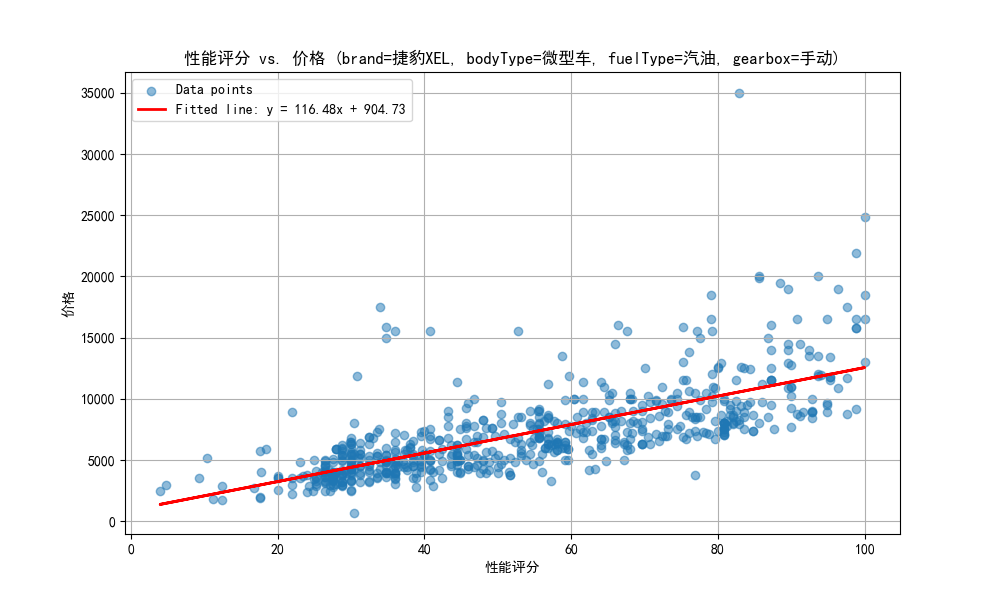 性能评分 vs. 价格 (brand=捷豹XEL, bodyType=微型车, fuelType=汽油, gearbox=手动)
Data points
Fitted line: y = 116.48x + 904.73
35000
30000
25000
20000
15000
10000
5000
0
价格
0 20 40 60 80 100
性能评分